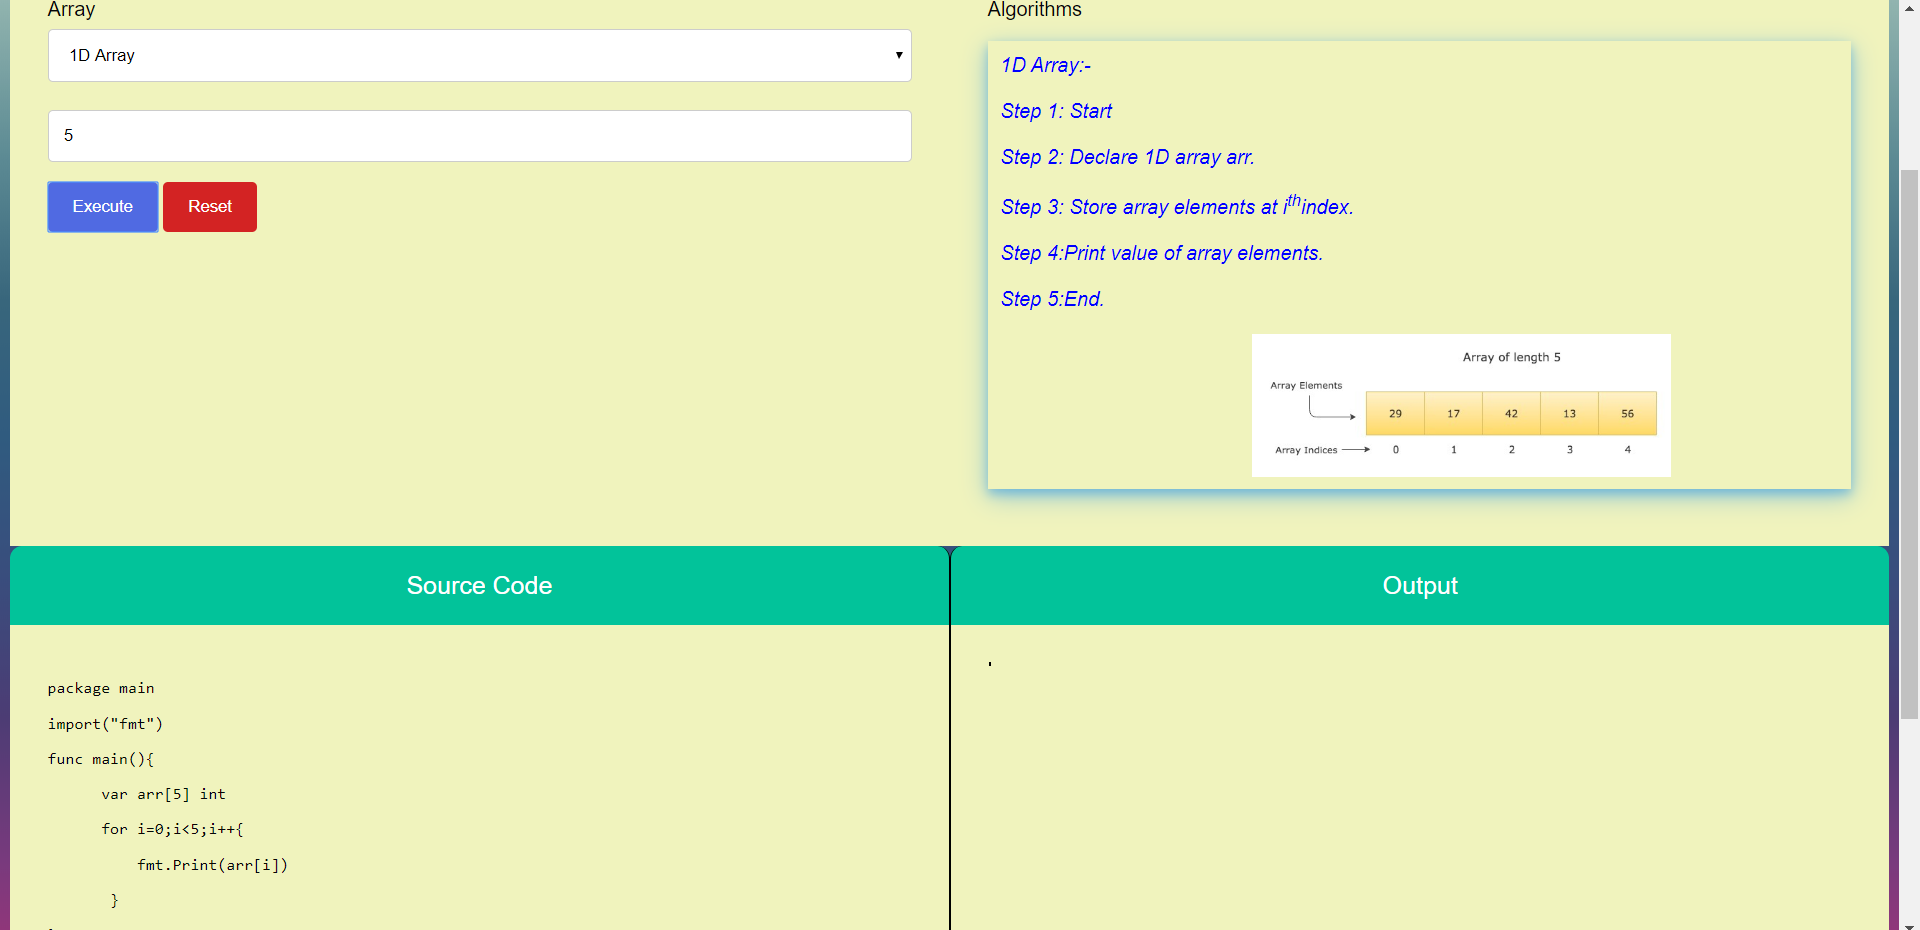 Array
1D Array
5
Execute Reset
Algorithms
1D Array:-
Step 1: Start
Step 2: Declare 1D array arr.
Step 3: Store array elements at ithindex.
Step 4:Print value of array elements.
Step 5:End.
Array of length 5
Array Elements
29 17 42 13 56
Array Indices 0 1 2 3 4
Source Code
package main
import("fmt")
func main(){
var arr[5] int
for i=0;i<5;i++{
fmt.Print(arr[i])
}
Output